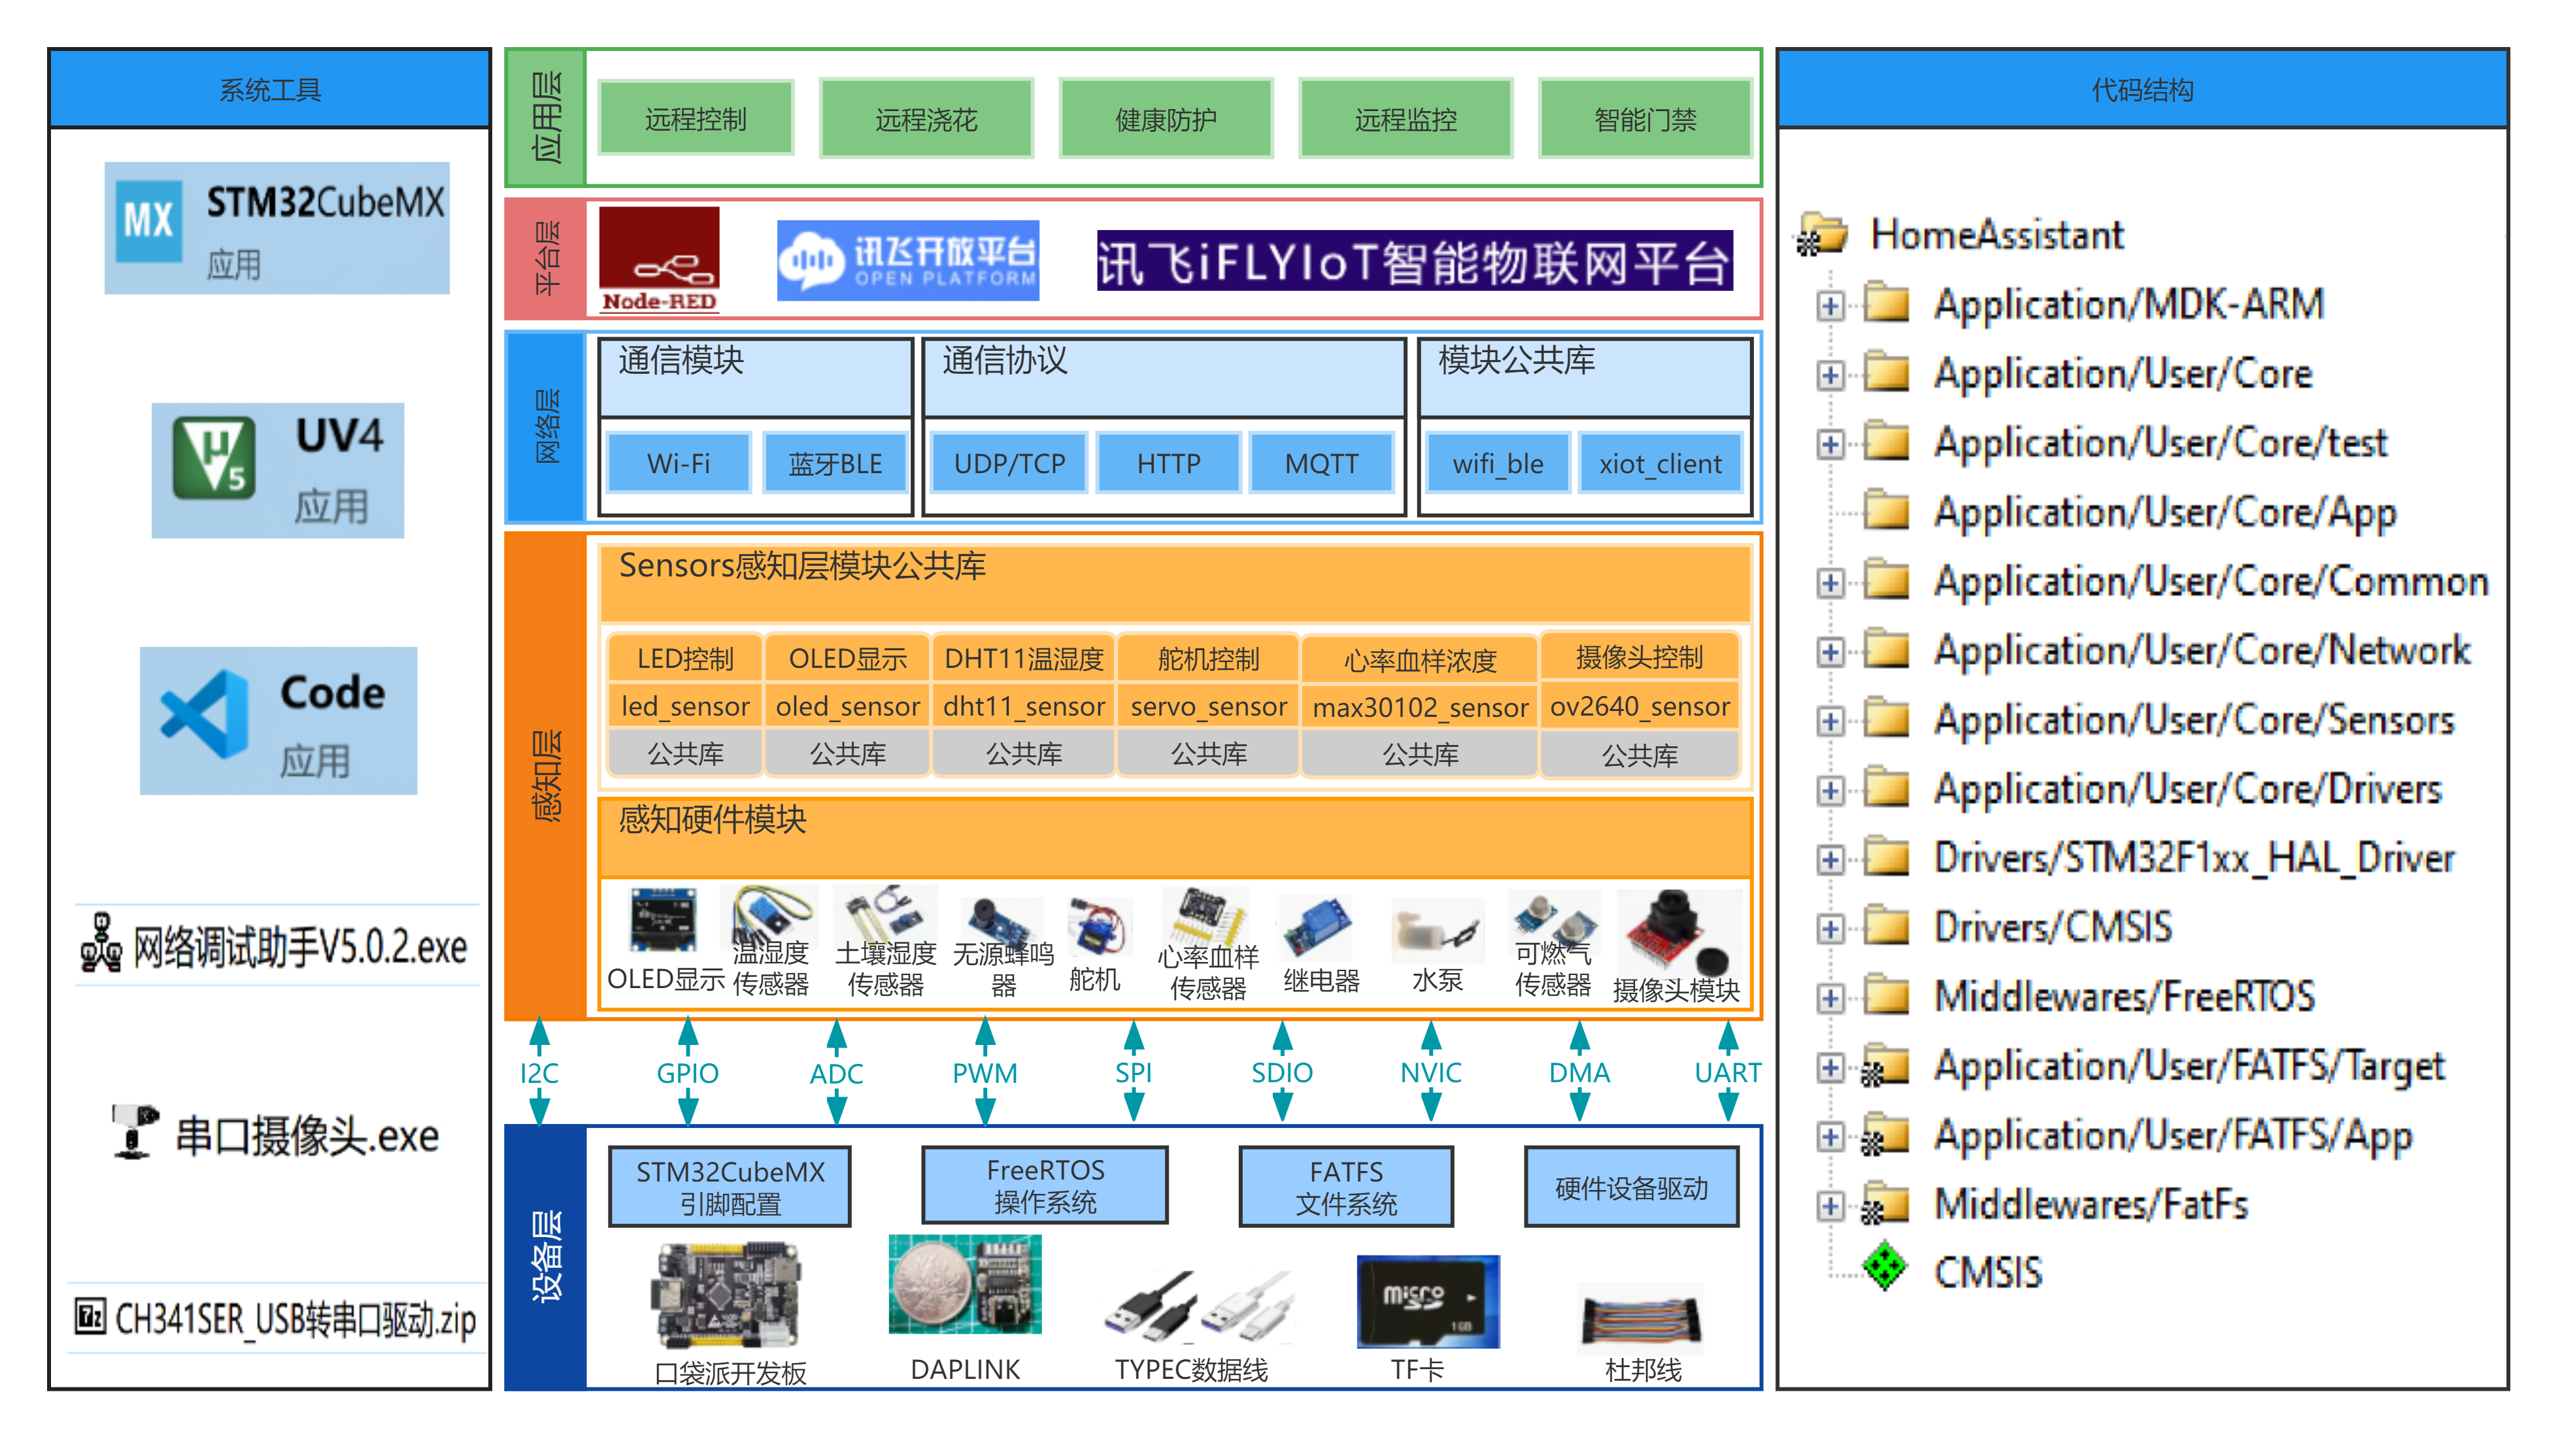 系统工具
MX
STM32CubeMX
应用
μ
5
UV4
应用
Code
应用
网络调试助手V5.0.2.exe
串口摄像头.exe
7z
CH341SER_USB转串口驱动.zip
应用层
远程控制
远程浇花
健康防护
远程监控
智能门禁
平台层
Node-RED
讯飞开放平台
OPEN PLATFORM
讯飞iFLYIoT智能物联网平台
网络层
通信模块
Wi-Fi
蓝牙BLE
通信协议
UDP/TCP
HTTP
MQTT
模块公共库
wifi_ble
xiot_client
感知层
Sensors感知层模块公共库
LED控制
OLED显示
DHT11温湿度
舵机控制
心率血样浓度
摄像头控制
led_sensor
oled_sensor
dht11_sensor
servo_sensor
max30102_sensor
ov2640_sensor
公共库
公共库
公共库
公共库
公共库
公共库
感知硬件模块
OLED显示
温湿度
传感器
土壤湿度
传感器
无源蜂鸣
器
舵机
心率血样
传感器
继电器
水泵
可燃气
传感器
摄像头模块
I2C
GPIO
ADC
PWM
SPI
SDIO
NVIC
DMA
UART
设备层
STM32CubeMX
引脚配置
FreeRTOS
操作系统
FATFS
文件系统
硬件设备驱动
口袋派开发板
DAPLINK
TYPEC数据线
micro
SD
1GB
TF卡
杜邦线
代码结构
HomeAssistant
Application/MDK-ARM
Application/User/Core
Application/User/Core/test
Application/User/Core/App
Application/User/Core/Common
Application/User/Core/Network
Application/User/Core/Sensors
Application/User/Core/Drivers
Drivers/STM32F1xx_HAL_Driver
Drivers/CMSIS
Middlewares/FreeRTOS
Application/User/FATFS/Target
Application/User/FATFS/App
Middlewares/FatFs
CMSIS